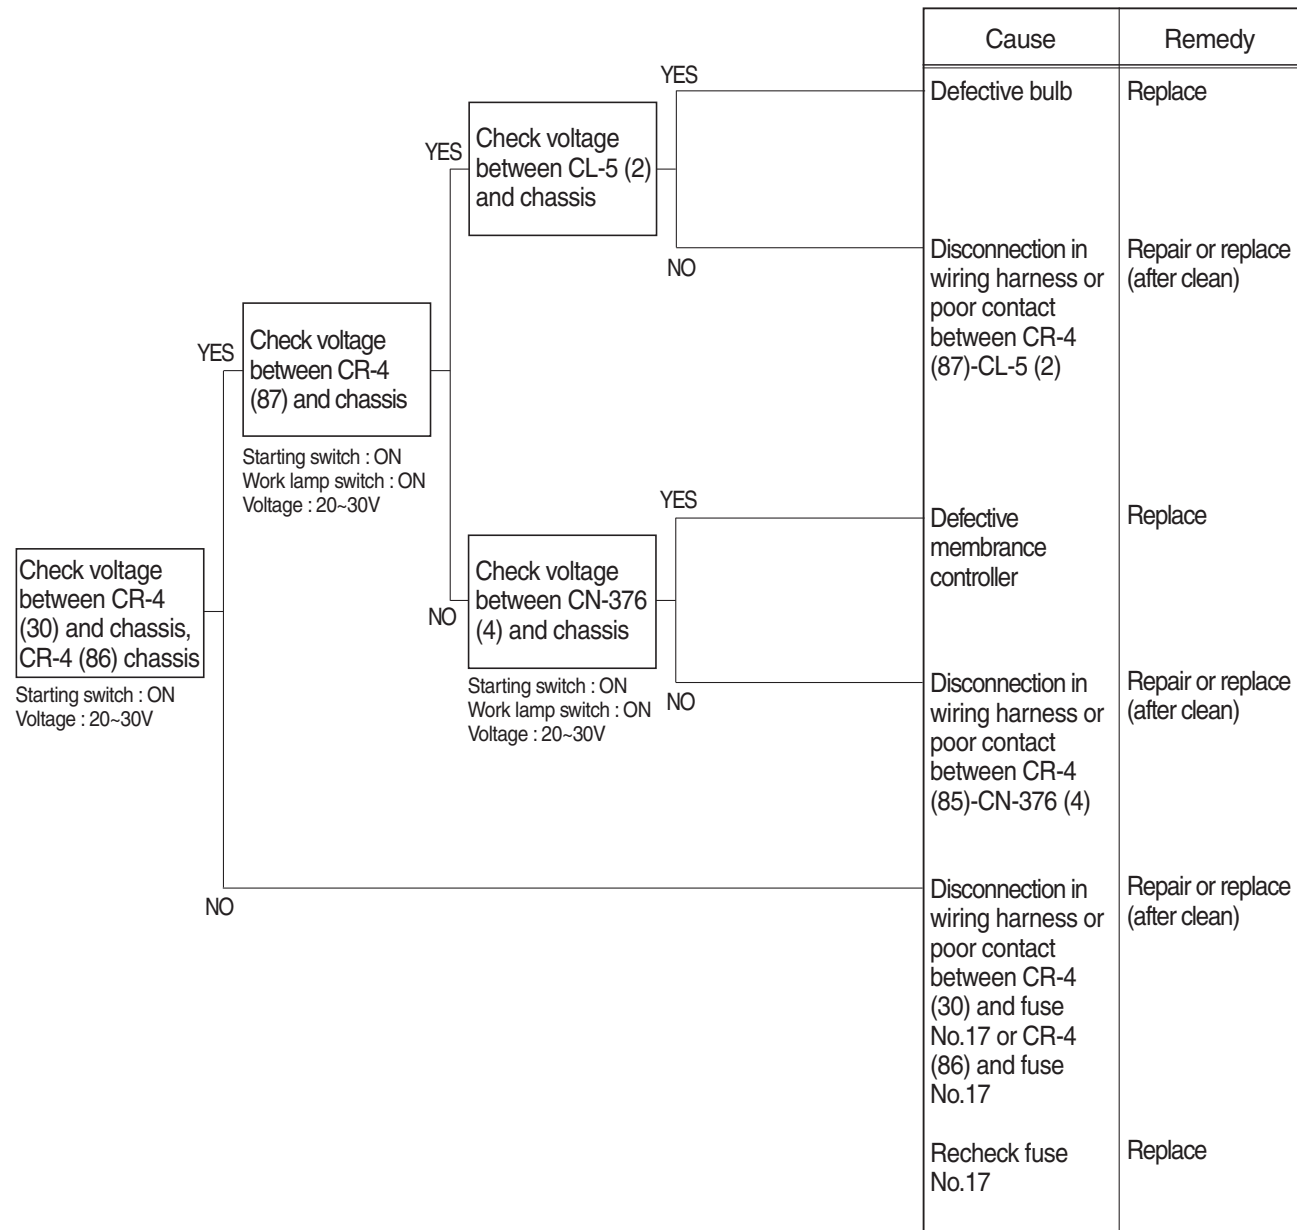 Cause
Remedy
YES
Defective bulb
Replace
Check voltage
between CL-5 (2)
and chassis
YES
NO
Disconnection in
wiring harness or
poor contact
between CR-4
(87)-CL-5 (2)
Repair or replace
(after clean)
YES
Check voltage
between CR-4
(87) and chassis
Starting switch : ON
Work lamp switch : ON
Voltage : 20~30V
YES
Defective
membrance
controller
Replace
Check voltage
between CN-376
(4) and chassis
NO
Starting switch : ON
Work lamp switch : ON
Voltage : 20~30V
NO
Disconnection in
wiring harness or
poor contact
between CR-4
(85)-CN-376 (4)
Repair or replace
(after clean)
Check voltage
between CR-4
(30) and chassis,
CR-4 (86) chassis
Starting switch : ON
Voltage : 20~30V
NO
Disconnection in
wiring harness or
poor contact
between CR-4
(30) and fuse
No.17 or CR-4
(86) and fuse
No.17
Repair or replace
(after clean)
Recheck fuse
No.17
Replace